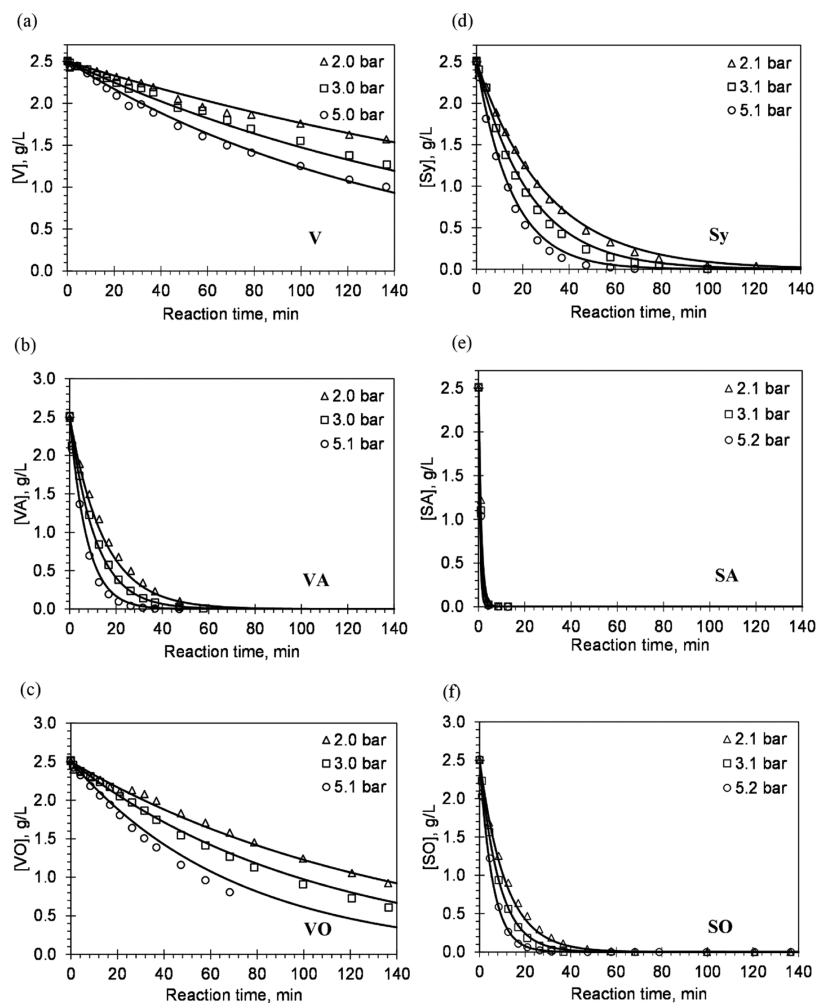 (a)
3.0
2.5
2.0
1.5
1.0
0.5
0.0
[V], g/L
2.0 bar
3.0 bar
5.0 bar
V
0 20 40 60 80 100 120 140
Reaction time, min
(b)
3.0
2.5
2.0
1.5
1.0
0.5
0.0
[VA], g/L
2.0 bar
3.0 bar
5.1 bar
VA
0 20 40 60 80 100 120 140
Reaction time, min
(c)
3.0
2.5
2.0
1.5
1.0
0.5
0.0
[VO], g/L
2.0 bar
3.0 bar
5.1 bar
VO
0 20 40 60 80 100 120 140
Reaction time, min
(d)
3.0
2.5
2.0
1.5
1.0
0.5
0.0
[Sy], g/L
2.1 bar
3.1 bar
5.1 bar
Sy
0 20 40 60 80 100 120 140
Reaction time, min
(e)
3.0
2.5
2.0
1.5
1.0
0.5
0.0
[SA], g/L
2.1 bar
3.1 bar
5.2 bar
SA
0 20 40 60 80 100 120 140
Reaction time, min
(f)
3.0
2.5
2.0
1.5
1.0
0.5
0.0
[SO], g/L
2.1 bar
3.1 bar
5.2 bar
SO
0 20 40 60 80 100 120 140
Reaction time, min